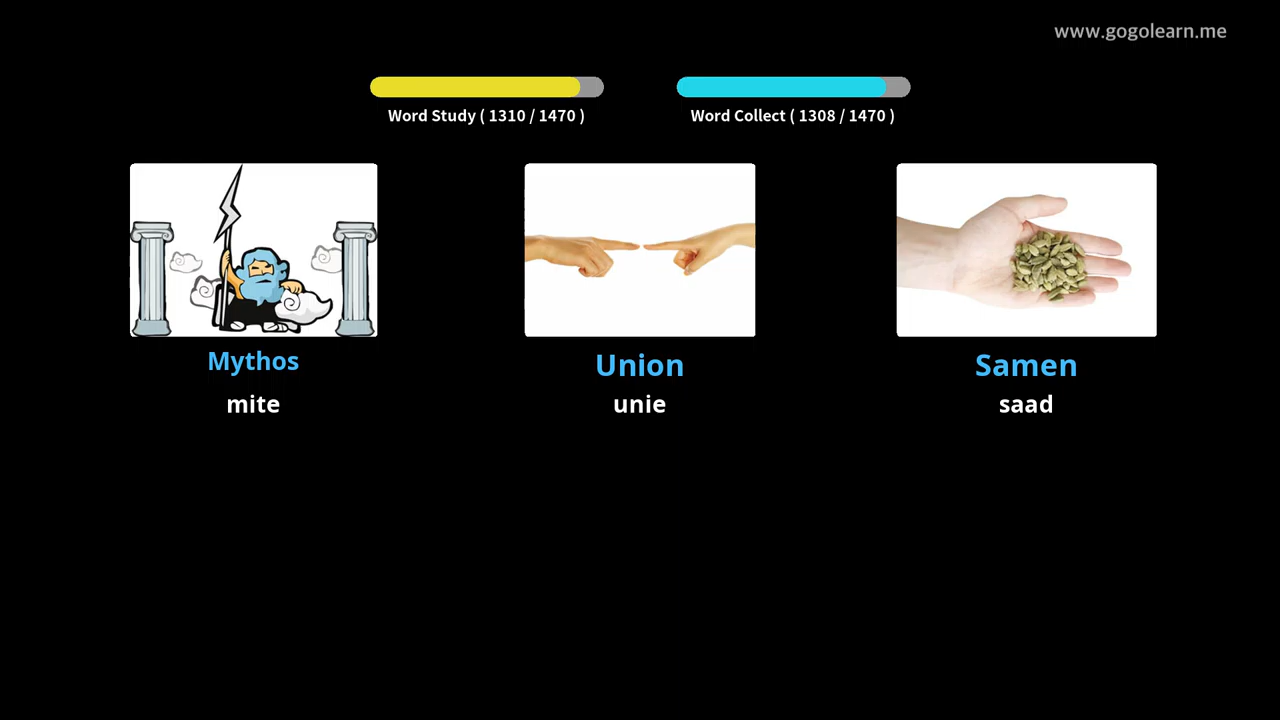 www.gogolearn.me
Word Study ( 1310 / 1470 )
Word Collect ( 1308 / 1470 )
Mythos
mite
Union
unie
Samen
saad